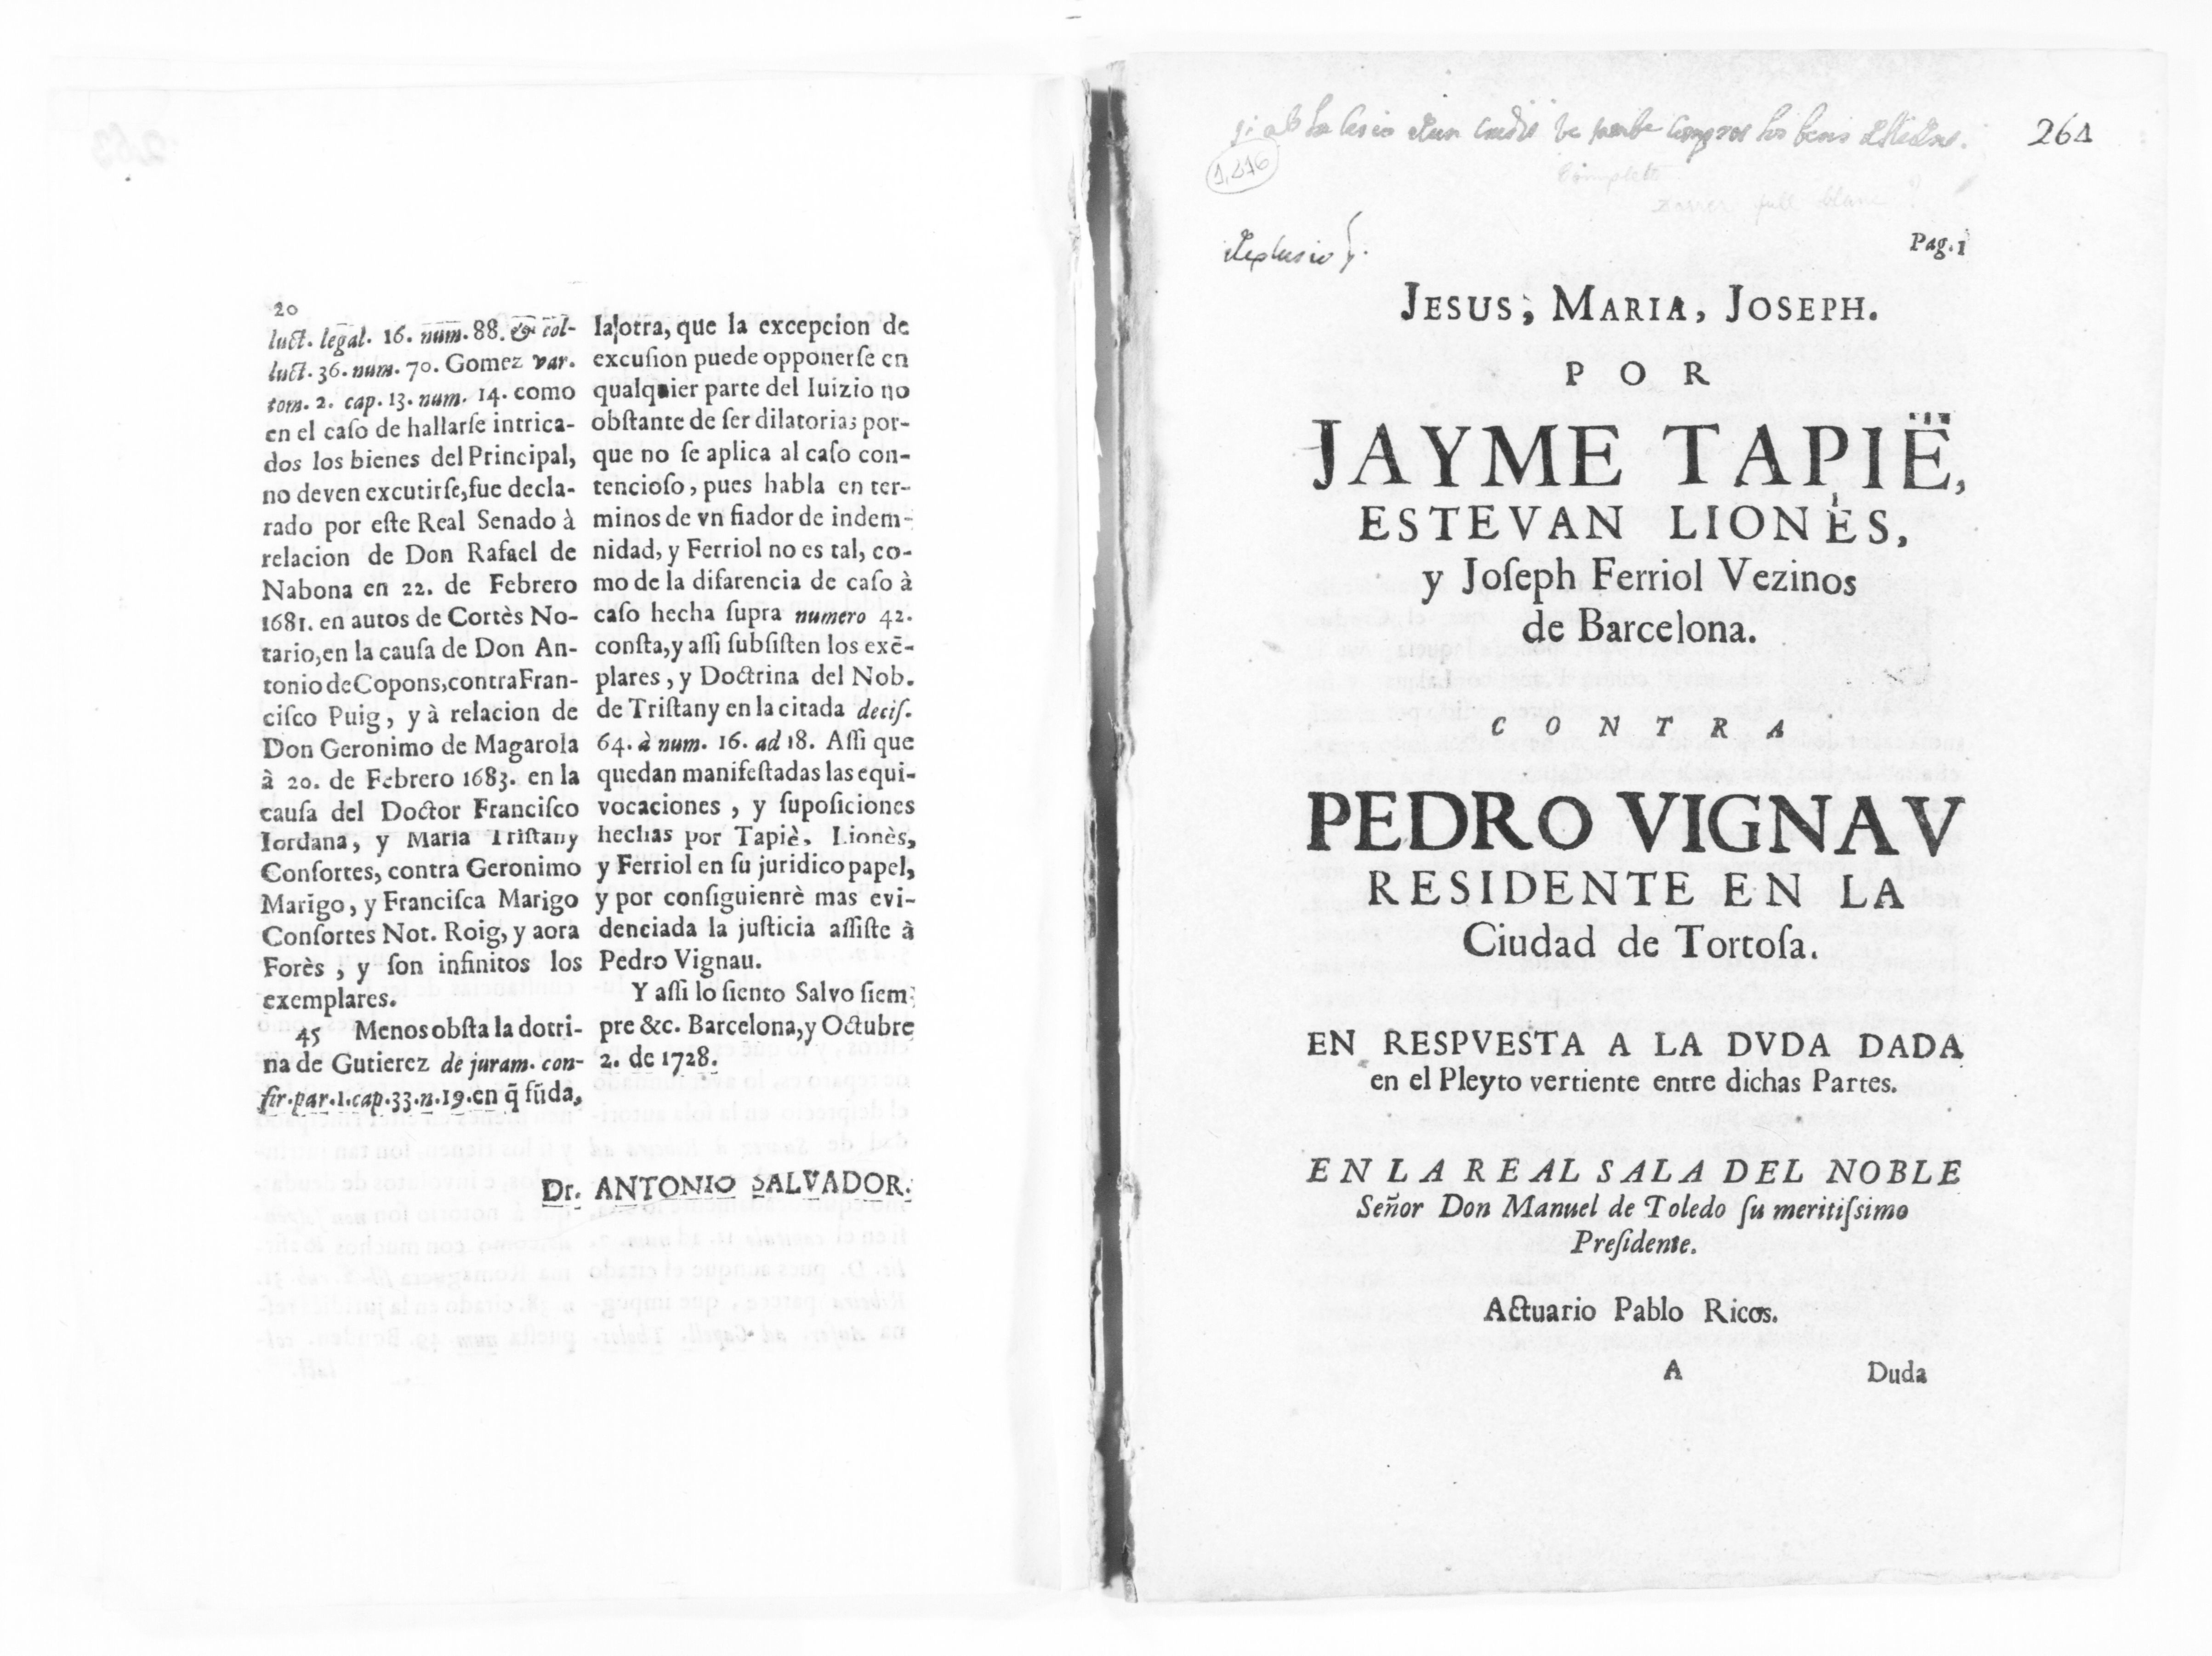 20
luct. legal. 16. num. 88. & col-
luct. 36. num. 70. Gomez var.
tom. 2. cap. 13. num. 14. como
en el caſo de hallarſe intrica-
dos los bienes del Principal,
no deven excutirſe, fue decla-
rado por eſte Real Senado à
relacion de Don Rafael de
Nabona en 22. de Febrero
1681. en autos de Cortès No-
tario, en la cauſa de Don An-
tonio de Copons, contra Fran-
ciſco Puig, y à relacion de
Don Geronimo de Magarola
à 20. de Febrero 1683. en la
cauſa del Doctor Franciſco
Iordana, y Maria Triſtany
Conſortes, contra Geronimo
Marigo, y Franciſca Marigo
Conſortes Not. Roig, y aora
Forès, y ſon infinitos los
exemplares.
45 Menos obſta la dotri-
na de Gutierez de juram. con-
fir. par. 1. cap. 33. n. 19. en q̃ fũda,
la otra, que la excepcion de
excuſion puede opponerſe en
qualquier parte del Iuizio no
obſtante de ſer dilatoria; por-
que no ſe aplica al caſo con-
tencioſo, pues habla en ter-
minos de vn fiador de indem-
nidad, y Ferriol no es tal, co-
mo de la difarencia de caſo à
caſo hecha ſupra numero 42.
conſta, y aſſi ſubſiſten los exẽ-
plares, y Doctrina del Nob.
de Triſtany en la citada deciſ.
64. à num. 16. ad 18. Aſſi que
quedan manifeſtadas las equi-
vocaciones, y ſupoſiciones
hechas por Tapiè, Lionès,
y Ferriol en ſu juridico papel,
y por conſiguienrè mas evi-
denciada la juſticia aſſiſte à
Pedro Vignau.
Y aſſi lo ſiento Salvo ſiem-
pre &c. Barcelona, y Octubre
2. de 1728.
Dr. ANTONIO SALVADOR.
264
1,476
Complete
full blanc
Pag. 1
JESUS, MARIA, JOSEPH.
POR
JAYME TAPIË,
ESTEVAN LIONÈS,
y Joſeph Ferriol Vezinos
de Barcelona.
CONTRA
PEDRO VIGNAV
RESIDENTE EN LA
Ciudad de Tortoſa.
EN RESPVESTA A LA DVDA DADA
en el Pleyto vertiente entre dichas Partes.
EN LA REAL SALA DEL NOBLE
Señor Don Manuel de Toledo ſu meritiſsimo
Preſidente.
Actuario Pablo Ricos.
A Duda